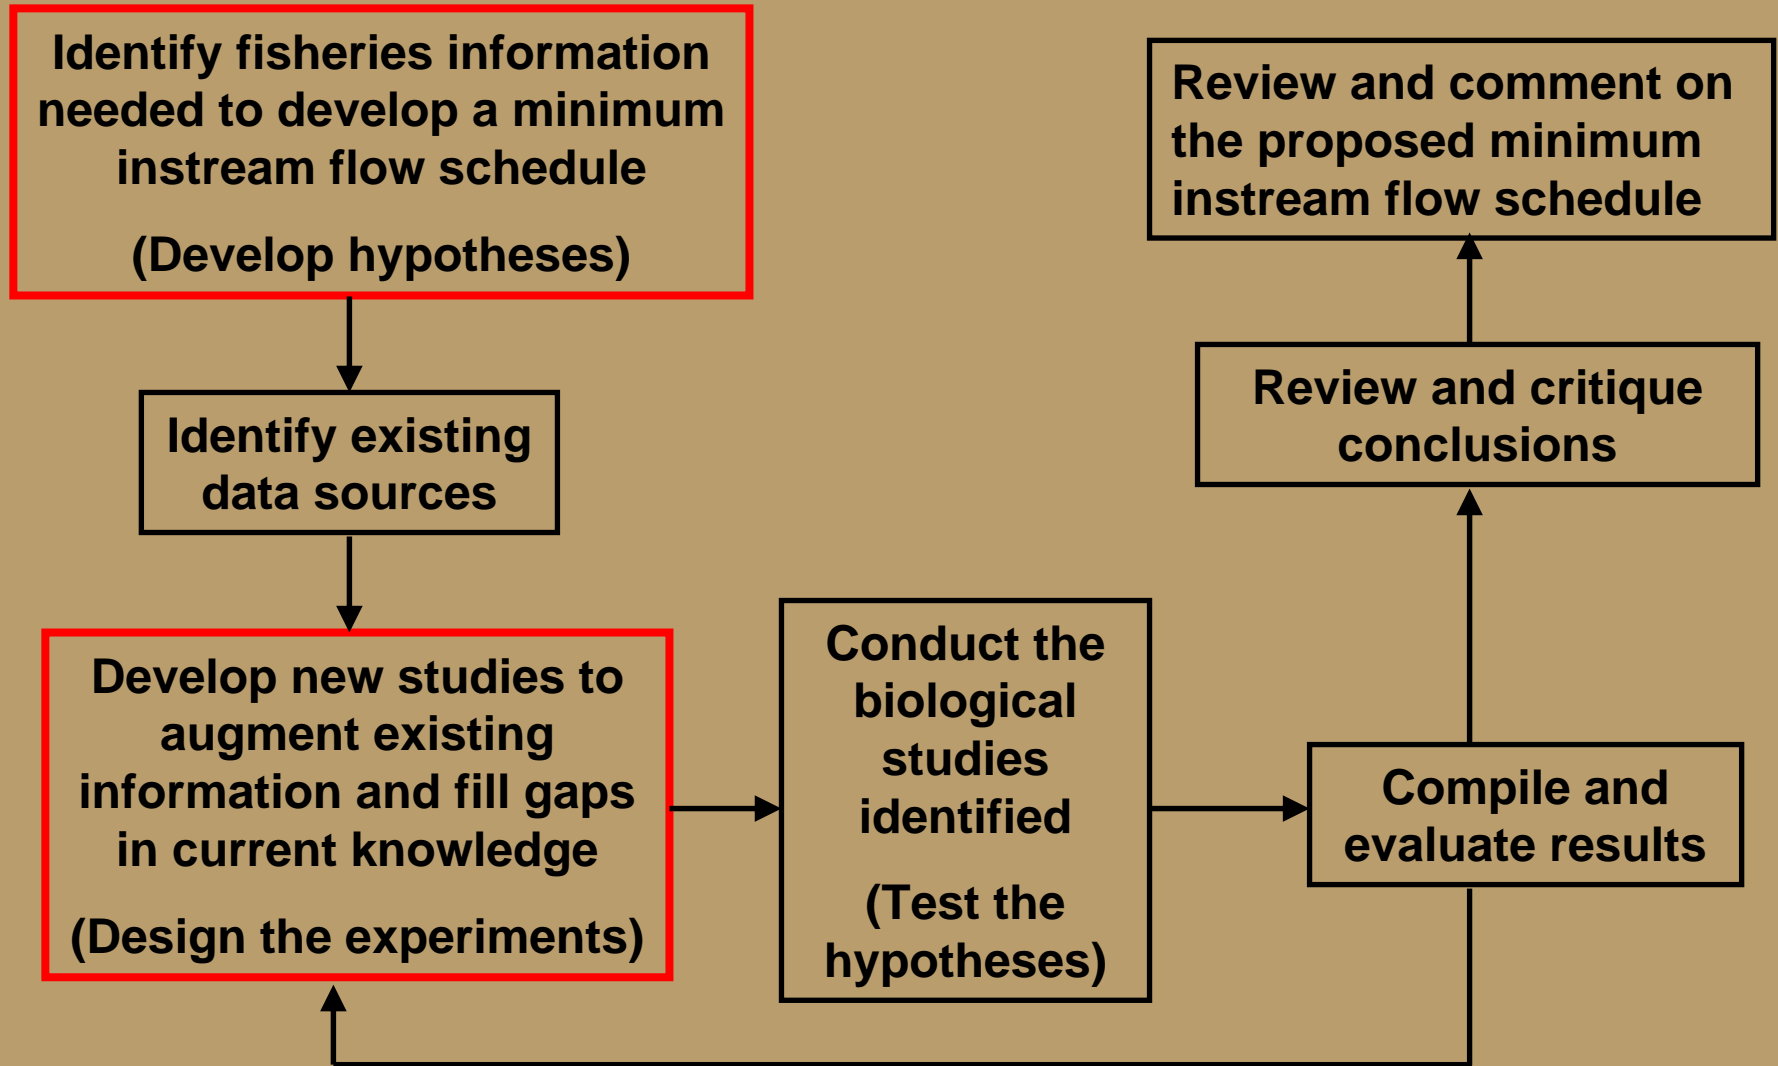 Identify fisheries information
needed to develop a minimum
instream flow schedule
(Develop hypotheses)
Identify existing
data sources
Develop new studies to
augment existing
information and fill gaps
in current knowledge
(Design the experiments)
Conduct the
biological
studies
identified
(Test the
hypotheses)
Compile and
evaluate results
Review and critique
conclusions
Review and comment on
the proposed minimum
instream flow schedule